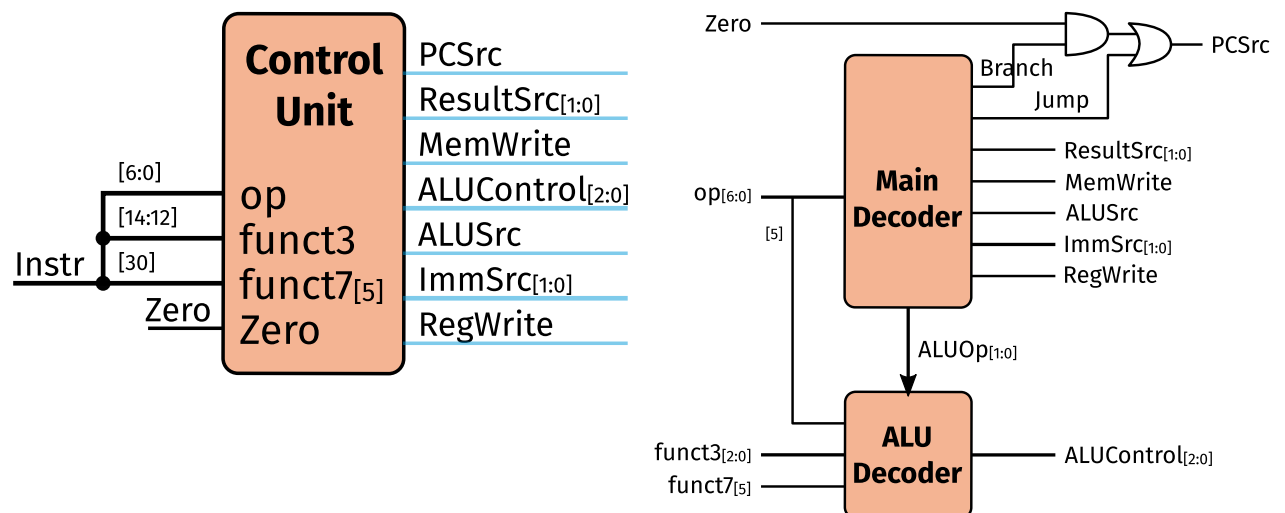 Control
Unit
[6:0]
op
[14:12]
funct3
Instr
[30]
funct7[5]
Zero
Zero
PCSrc
ResultSrc[1:0]
MemWrite
ALUControl[2:0]
ALUSrc
ImmSrc[1:0]
RegWrite
Zero
PCSrc
Branch
Jump
Main
Decoder
op[6:0]
[5]
ResultSrc[1:0]
MemWrite
ALUSrc
ImmSrc[1:0]
RegWrite
ALUOp[1:0]
ALU
Decoder
funct3[2:0]
funct7[5]
ALUControl[2:0]